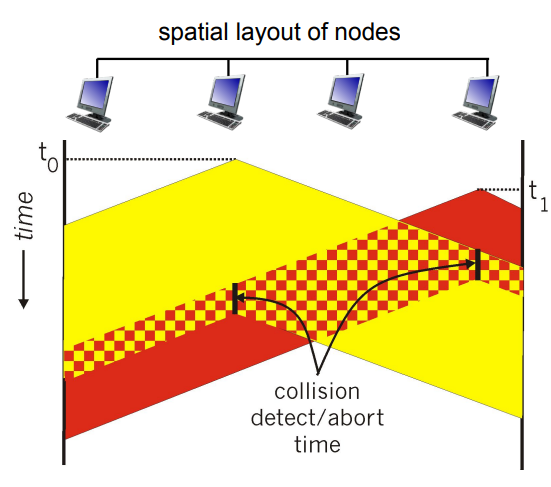 spatial layout of nodes
t0
t1
time
collision
detect/abort
time